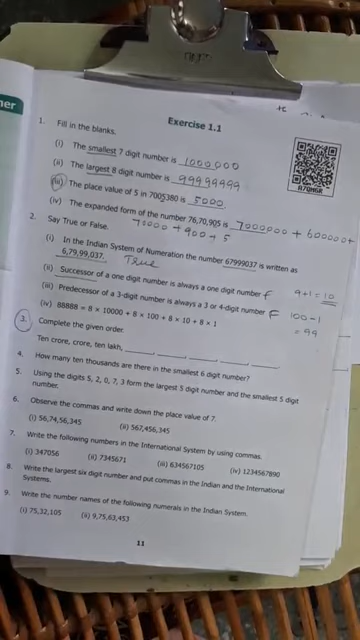 ner
Exercise 1.1
1. Fill in the blanks.
(i) The smallest 7 digit number is 1000000
(ii) The largest 8 digit number is 99999999
(iii) The place value of 5 in 7005380 is 5000
(iv) The expanded form of the number 76,70,905 is 7000000 + 600000+
70000 + 900 + 5
2. Say True or False.
(i) In the Indian System of Numeration the number 67999037 is written as
6,79,99,037. True
(ii) Successor of a one digit number is always a one digit number F 9+1 = 10
(iii) Predecessor of a 3-digit number is always a 3 or 4-digit number F 100-1
= 99
(iv) 88888 = 8 × 10000 + 8 × 100 + 8 × 10 + 8 × 1
3. Complete the given order.
Ten crore, crore, ten lakh, _____ _____ _____ _____ _____
4. How many ten thousands are there in the smallest 6 digit number?
5. Using the digits 5, 2, 0, 7, 3 form the largest 5 digit number and the smallest 5 digit
number.
6. Observe the commas and write down the place value of 7.
(i) 56,74,56,345 (ii) 567,456,345
7. Write the following numbers in the International System by using commas.
(i) 347056 (ii) 7345671 (iii) 634567105 (iv) 1234567890
8. Write the largest six digit number and put commas in the Indian and the International
Systems.
9. Write the number names of the following numerals in the Indian System.
(i) 75,32,105 (ii) 9,75,63,453
11